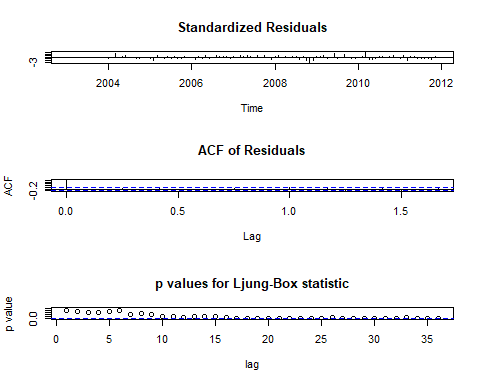 Standardized Residuals
-3
2004 2006 2008 2010 2012
Time
ACF of Residuals
ACF
-0.2
0.0 0.5 1.0 1.5
Lag
p values for Ljung-Box statistic
p value
0.0
0 5 10 15 20 25 30 35
lag